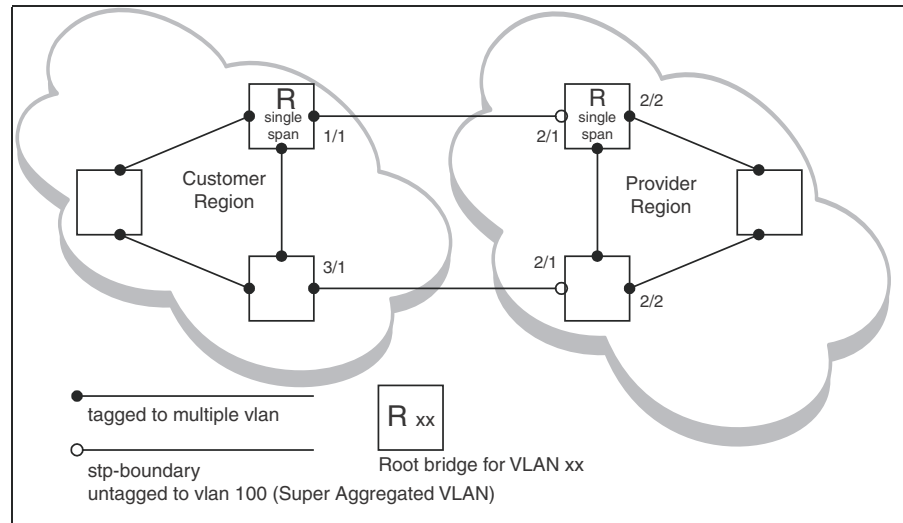 R
single
span
1/1
2/1
R
single
span
2/2
Customer
Region
Provider
Region
3/1
2/1
2/2
tagged to multiple vlan
stp-boundary
untagged to vlan 100 (Super Aggregated VLAN)
R xx
Root bridge for VLAN xx